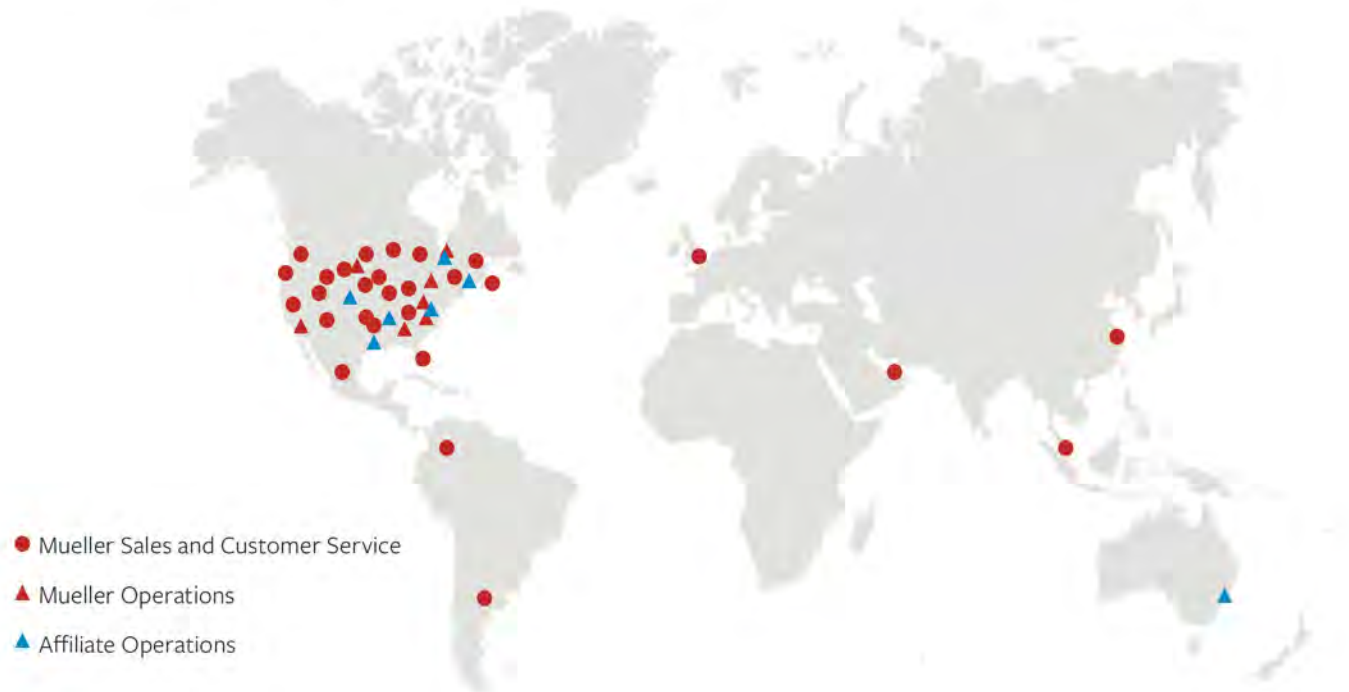 Mueller Sales and Customer Service
Mueller Operations
Affiliate Operations